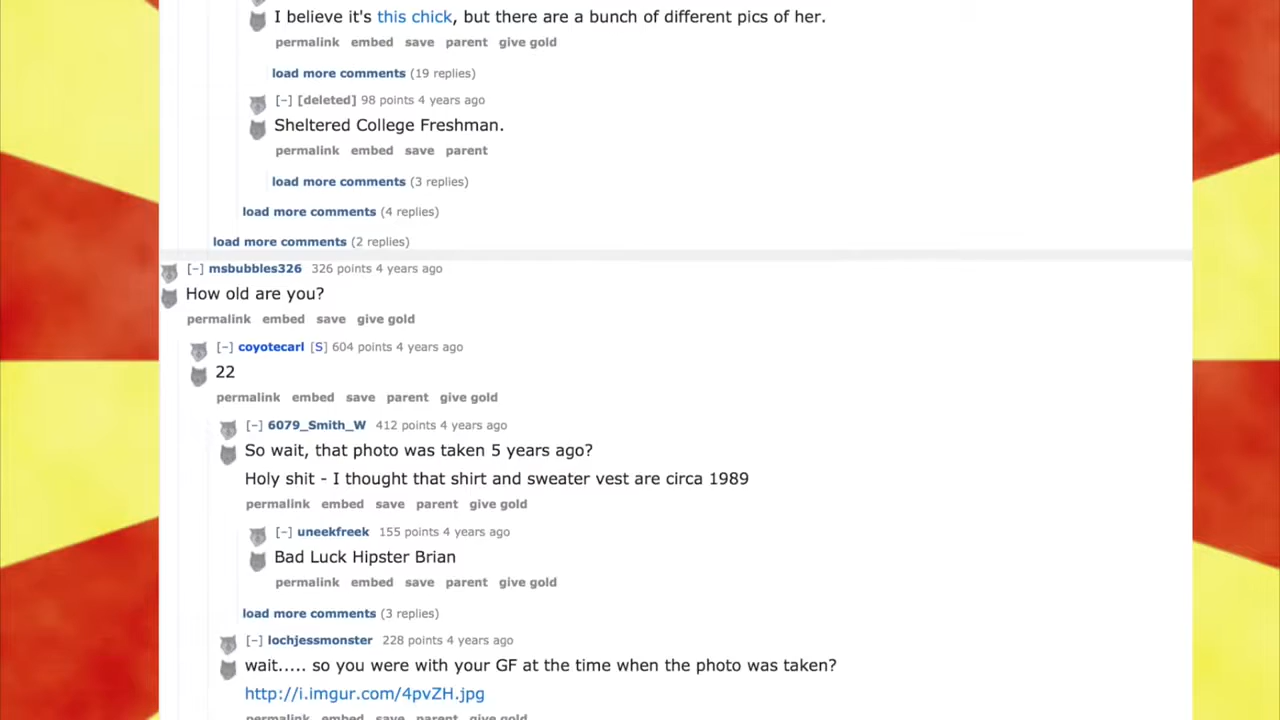 I believe it's this chick, but there are a bunch of different pics of her.
permalink embed save parent give gold
load more comments (19 replies)
[–] [deleted] 98 points 4 years ago
Sheltered College Freshman.
permalink embed save parent
load more comments (3 replies)
load more comments (4 replies)
load more comments (2 replies)
[–] msbubbles326 326 points 4 years ago
How old are you?
permalink embed save give gold
[–] coyotecarl [S] 604 points 4 years ago
22
permalink embed save parent give gold
[–] 6079_Smith_W 412 points 4 years ago
So wait, that photo was taken 5 years ago?
Holy shit - I thought that shirt and sweater vest are circa 1989
permalink embed save parent give gold
[–] uneekfreek 155 points 4 years ago
Bad Luck Hipster Brian
permalink embed save parent give gold
load more comments (3 replies)
[–] lochjessmonster 228 points 4 years ago
wait..... so you were with your GF at the time when the photo was taken?
http://i.imgur.com/4pvZH.jpg
permalink embed save parent give gold